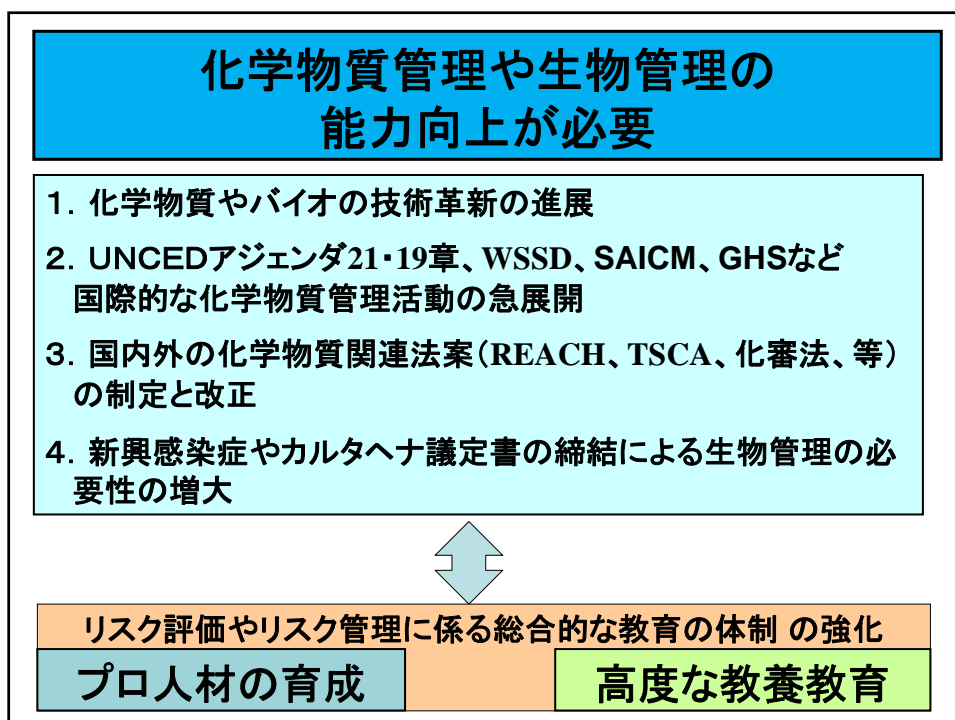 化学物質管理や生物管理の
能力向上が必要
１．化学物質やバイオの技術革新の進展
２．ＵＮＣＥＤアジェンダ21・19章、WSSD、SAICM、GHSなど
国際的な化学物質管理活動の急展開
３．国内外の化学物質関連法案（REACH、TSCA、化審法、等）
の制定と改正
４．新興感染症やカルタヘナ議定書の締結による生物管理の必
要性の増大
リスク評価やリスク管理に係る総合的な教育の体制 の強化
プロ人材の育成
高度な教養教育